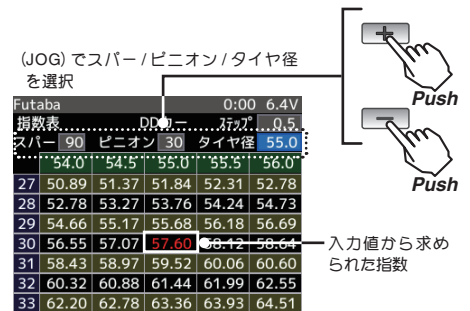 (JOG) でスパー / ピニオン / タイヤ径
を選択
Push
Push
Futaba 0:00 6.4V
指数表 DDカー ステップ 0.5
スパー 90 ピニオン 30 タイヤ径 55.0
54.0 54.5 55.0 55.5 56.0
27 50.89 51.37 51.84 52.31 52.78
28 52.78 53.27 53.76 54.24 54.73
29 54.66 55.17 55.68 56.18 56.69
30 56.55 57.07 57.60 58.12 58.64
31 58.43 58.97 59.52 60.06 60.60
32 60.32 60.88 61.44 61.99 62.55
33 62.20 62.78 63.36 63.93 64.51
入力値から求め
られた指数